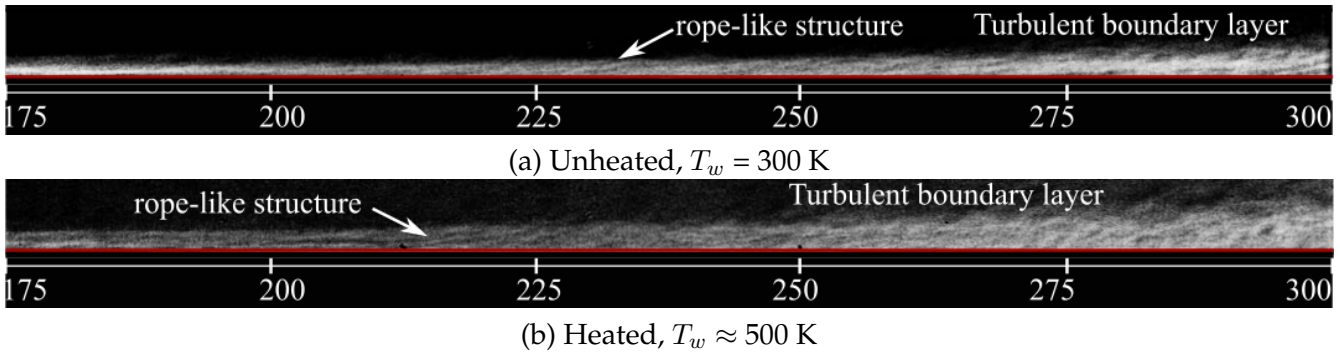 rope-like structure Turbulent boundary layer
175 200 225 250 275 300
(a) Unheated, T_w = 300 K
rope-like structure Turbulent boundary layer
175 200 225 250 275 300
(b) Heated, T_w ≈ 500 K